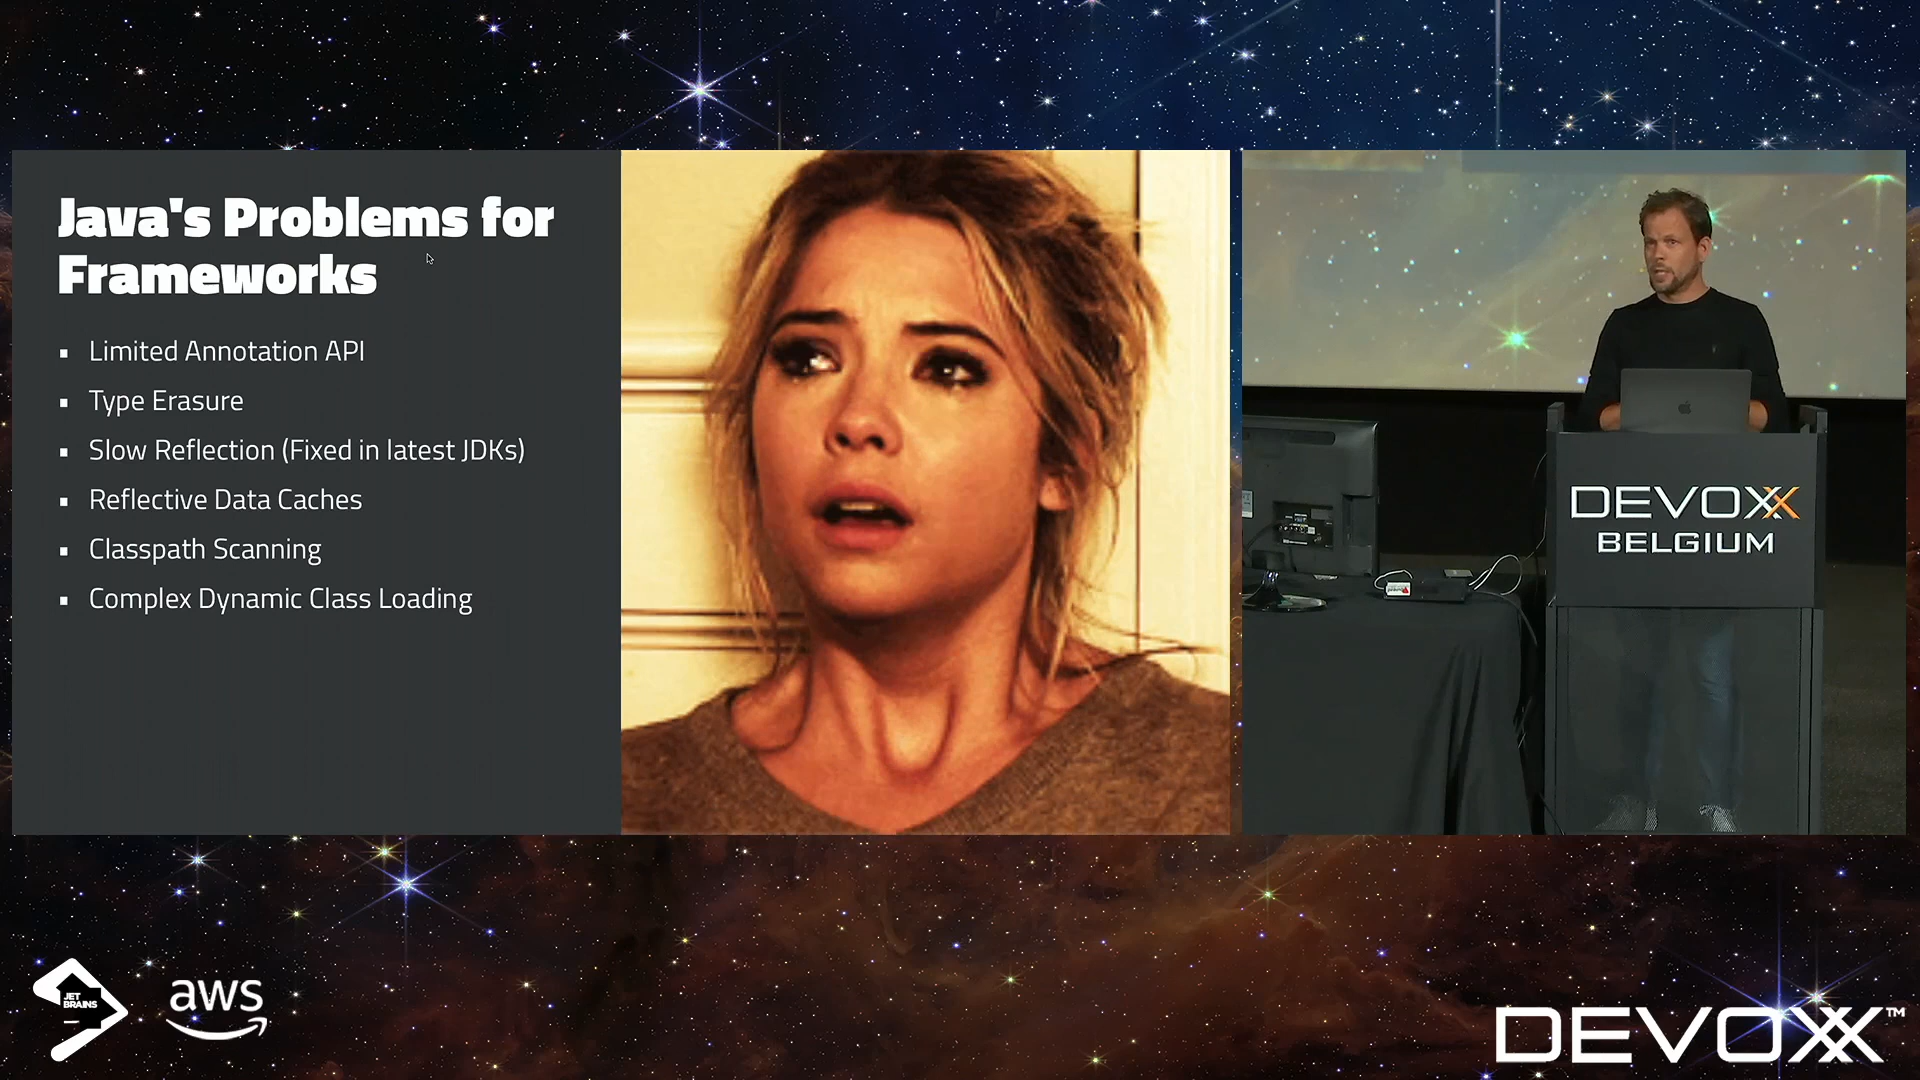 Java's Problems for
Frameworks
▪ Limited Annotation API
▪ Type Erasure
▪ Slow Reflection (Fixed in latest JDKs)
▪ Reflective Data Caches
▪ Classpath Scanning
▪ Complex Dynamic Class Loading
DEVOXX
BELGIUM
JET
BRAINS
aws
DEVOXX™